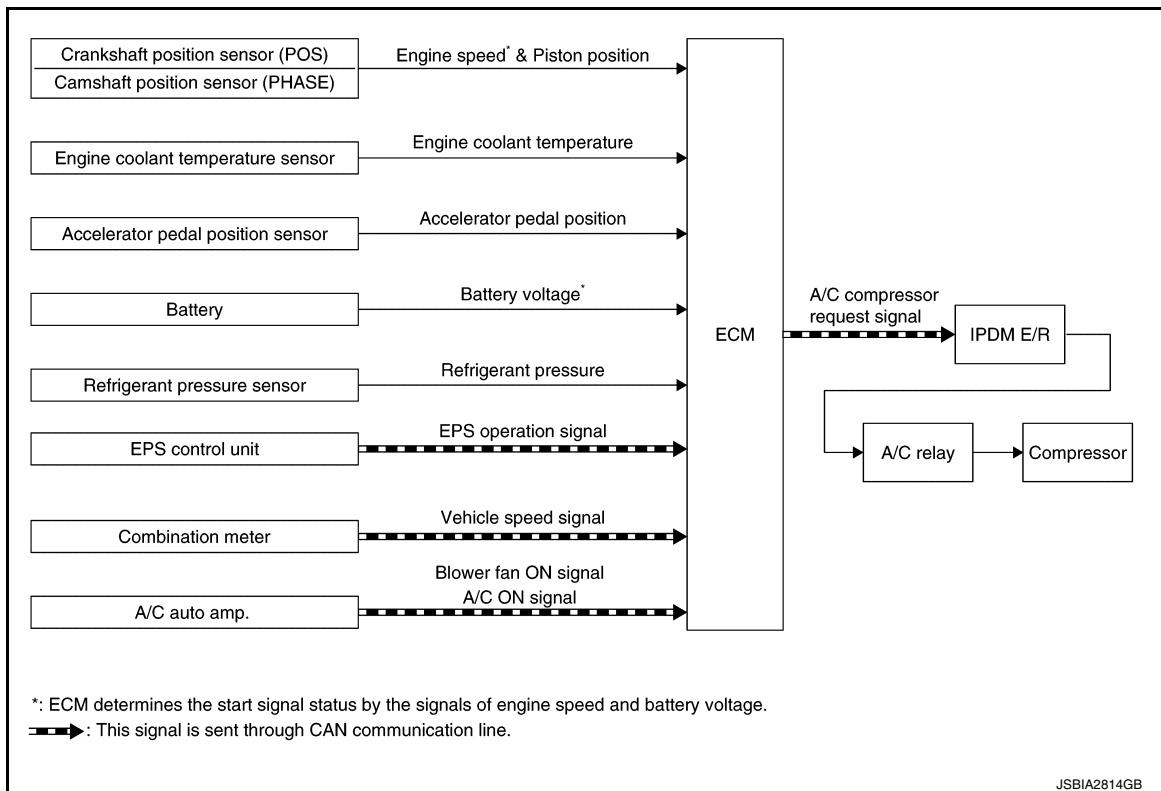 Crankshaft position sensor (POS)
Camshaft position sensor (PHASE)
Engine speed* & Piston position
Engine coolant temperature sensor
Engine coolant temperature
Accelerator pedal position sensor
Accelerator pedal position
Battery
Battery voltage*
Refrigerant pressure sensor
Refrigerant pressure
EPS control unit
EPS operation signal
Combination meter
Vehicle speed signal
A/C auto amp.
Blower fan ON signal
A/C ON signal
ECM
A/C compressor
request signal
IPDM E/R
A/C relay
Compressor
*: ECM determines the start signal status by the signals of engine speed and battery voltage.
: This signal is sent through CAN communication line.
JSBIA2814GB